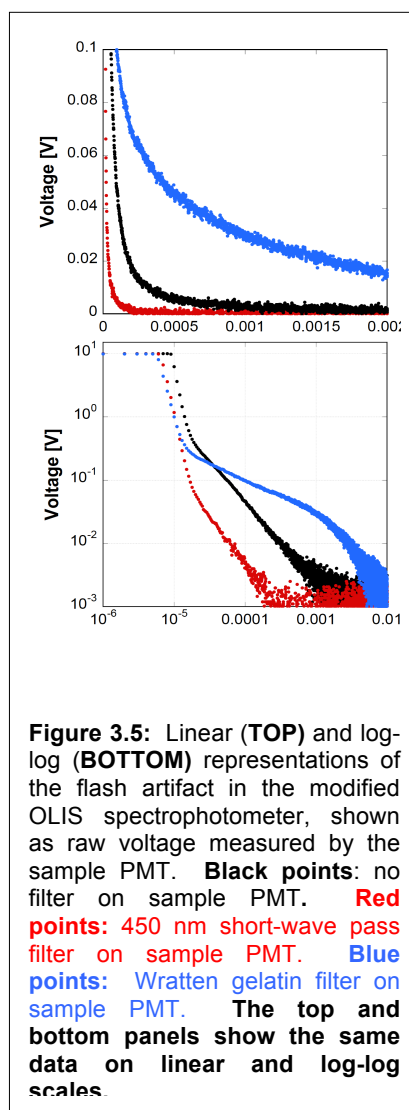 0.1
0.08
0.06
0.04
0.02
0
Voltage [V]
0 0.0005 0.001 0.0015 0.002
10^1
10^0
10^-1
10^-2
10^-3
Voltage [V]
10^-6 10^-5 0.0001 0.001 0.01
Figure 3.5: Linear (TOP) and log-
log (BOTTOM) representations of
the flash artifact in the modified
OLIS spectrophotometer, shown
as raw voltage measured by the
sample PMT. Black points: no
filter on sample PMT. Red
points: 450 nm short-wave pass
filter on sample PMT. Blue
points: Wratten gelatin filter on
sample PMT. The top and
bottom panels show the same
data on linear and log-log
scales.